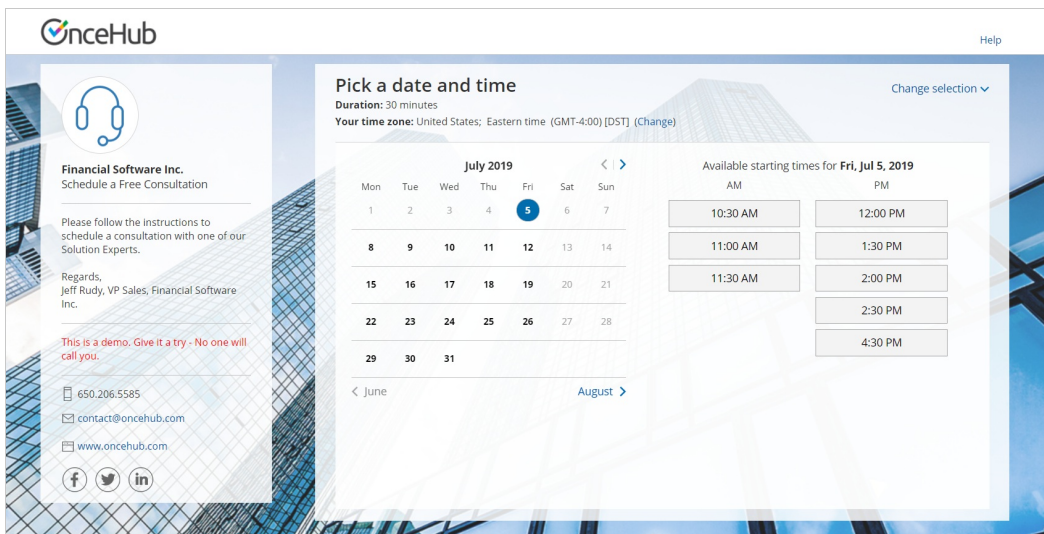 OnceHub
Help
Financial Software Inc.
Schedule a Free Consultation
Please follow the instructions to
schedule a consultation with one of our
Solution Experts.
Regards,
Jeff Rudy, VP Sales, Financial Software
Inc.
This is a demo. Give it a try - No one will
call you.
650.206.5585
contact@oncehub.com
www.oncehub.com
f in
Pick a date and time
Change selection
Duration: 30 minutes
Your time zone: United States; Eastern time (GMT-4:00) [DST] (Change)
July 2019
Mon Tue Wed Thu Fri Sat Sun
1 2 3 4 5 6 7
8 9 10 11 12 13 14
15 16 17 18 19 20 21
22 23 24 25 26 27 28
29 30 31
June August
Available starting times for Fri, Jul 5, 2019
AM PM
10:30 AM 12:00 PM
11:00 AM 1:30 PM
11:30 AM 2:00 PM
2:30 PM
4:30 PM